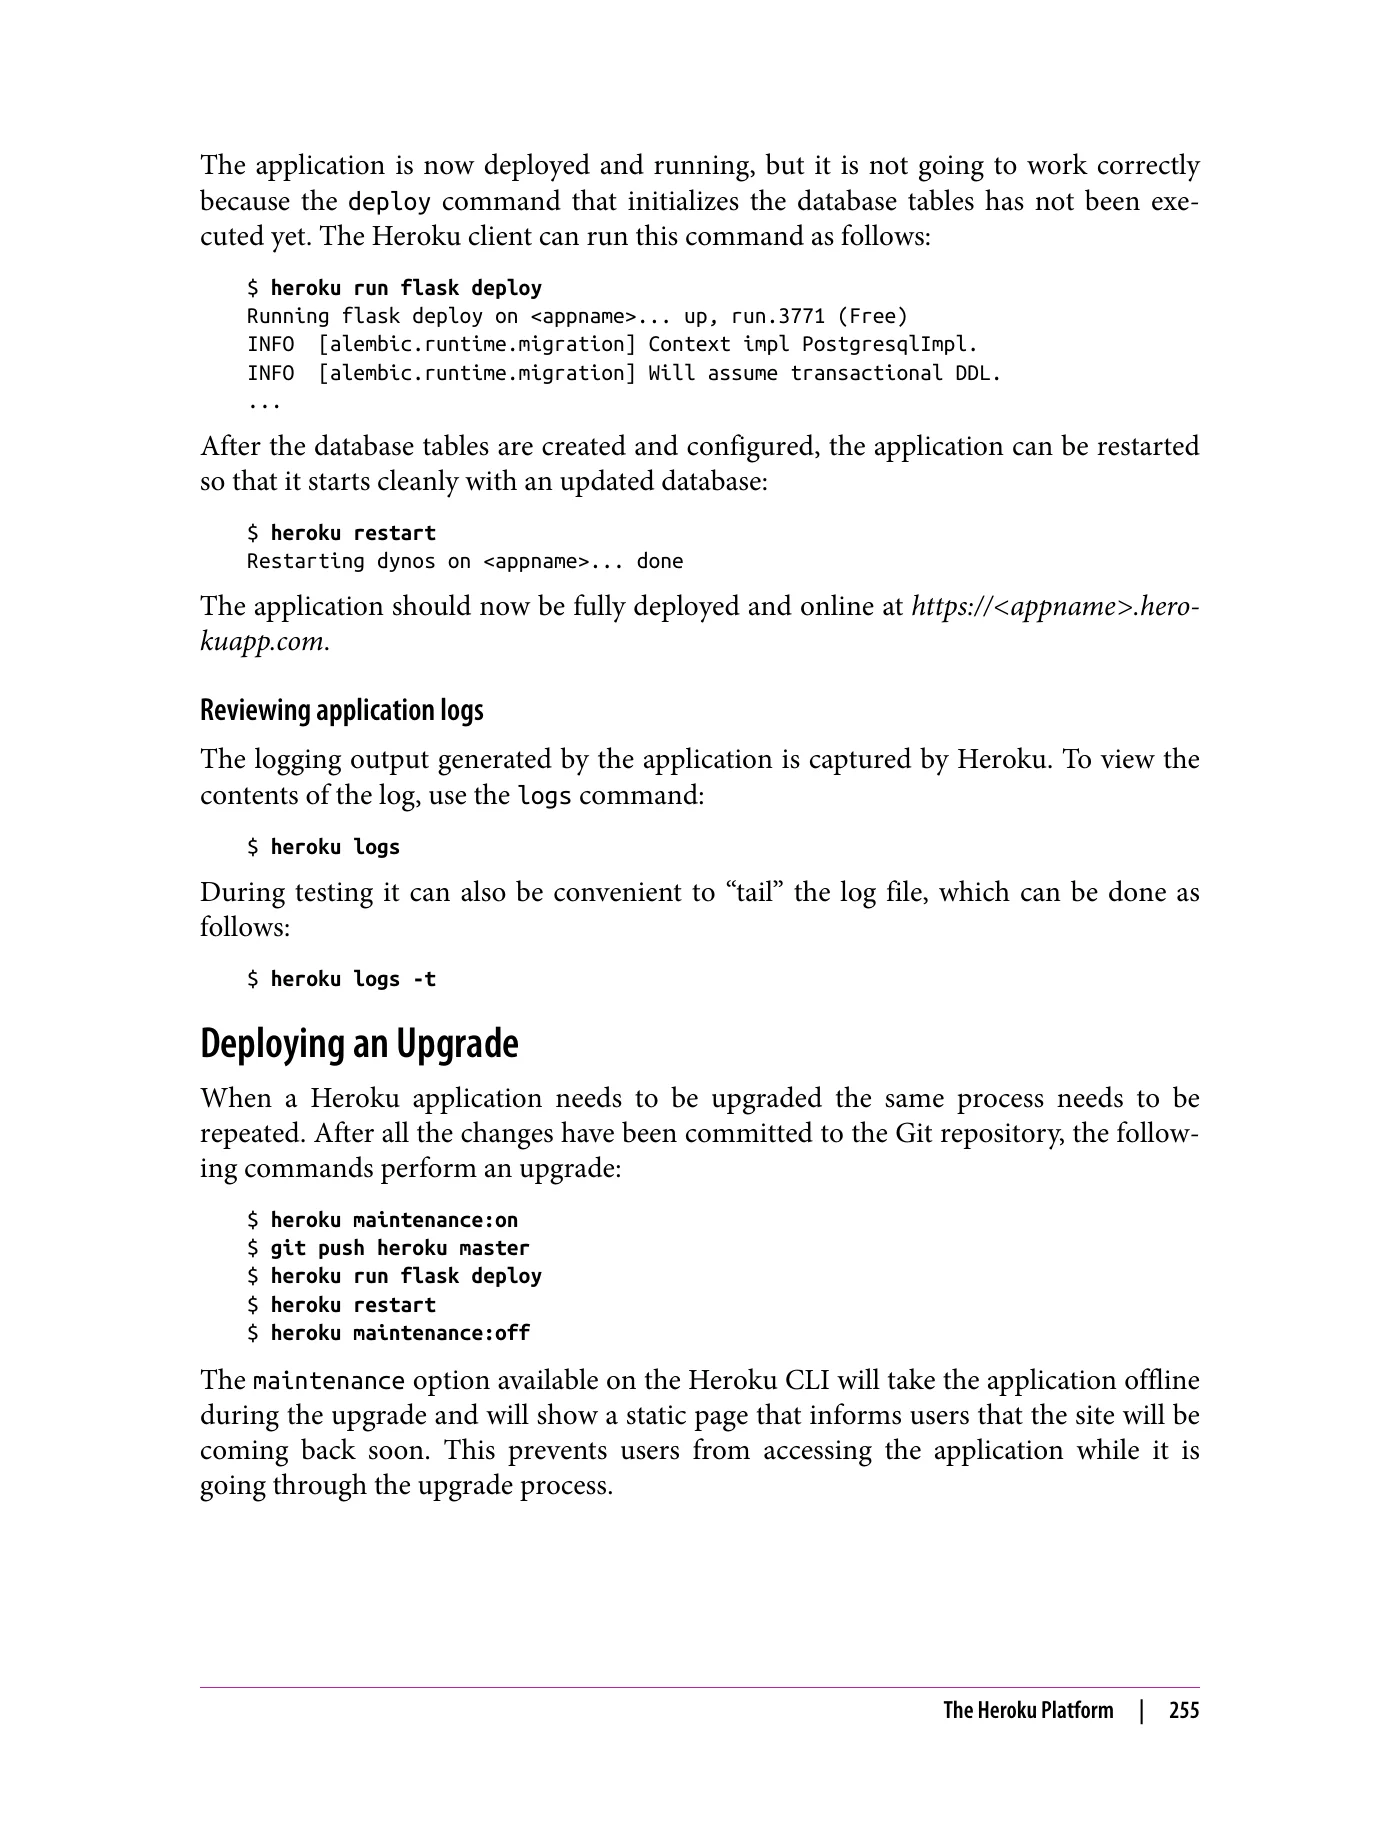 The application is now deployed and running, but it is not going to work correctly
because the deploy command that initializes the database tables has not been exe-
cuted yet. The Heroku client can run this command as follows:
$ heroku run flask deploy
Running flask deploy on <appname>... up, run.3771 (Free)
INFO  [alembic.runtime.migration] Context impl PostgresqlImpl.
INFO  [alembic.runtime.migration] Will assume transactional DDL.
...
After the database tables are created and configured, the application can be restarted
so that it starts cleanly with an updated database:
$ heroku restart
Restarting dynos on <appname>... done
The application should now be fully deployed and online at https://<appname>.hero-
kuapp.com.
Reviewing application logs
The logging output generated by the application is captured by Heroku. To view the
contents of the log, use the logs command:
$ heroku logs
During testing it can also be convenient to “tail” the log file, which can be done as
follows:
$ heroku logs -t
Deploying an Upgrade
When a Heroku application needs to be upgraded the same process needs to be
repeated. After all the changes have been committed to the Git repository, the follow-
ing commands perform an upgrade:
$ heroku maintenance:on
$ git push heroku master
$ heroku run flask deploy
$ heroku restart
$ heroku maintenance:off
The maintenance option available on the Heroku CLI will take the application offline
during the upgrade and will show a static page that informs users that the site will be
coming back soon. This prevents users from accessing the application while it is
going through the upgrade process.
The Heroku Platform | 255